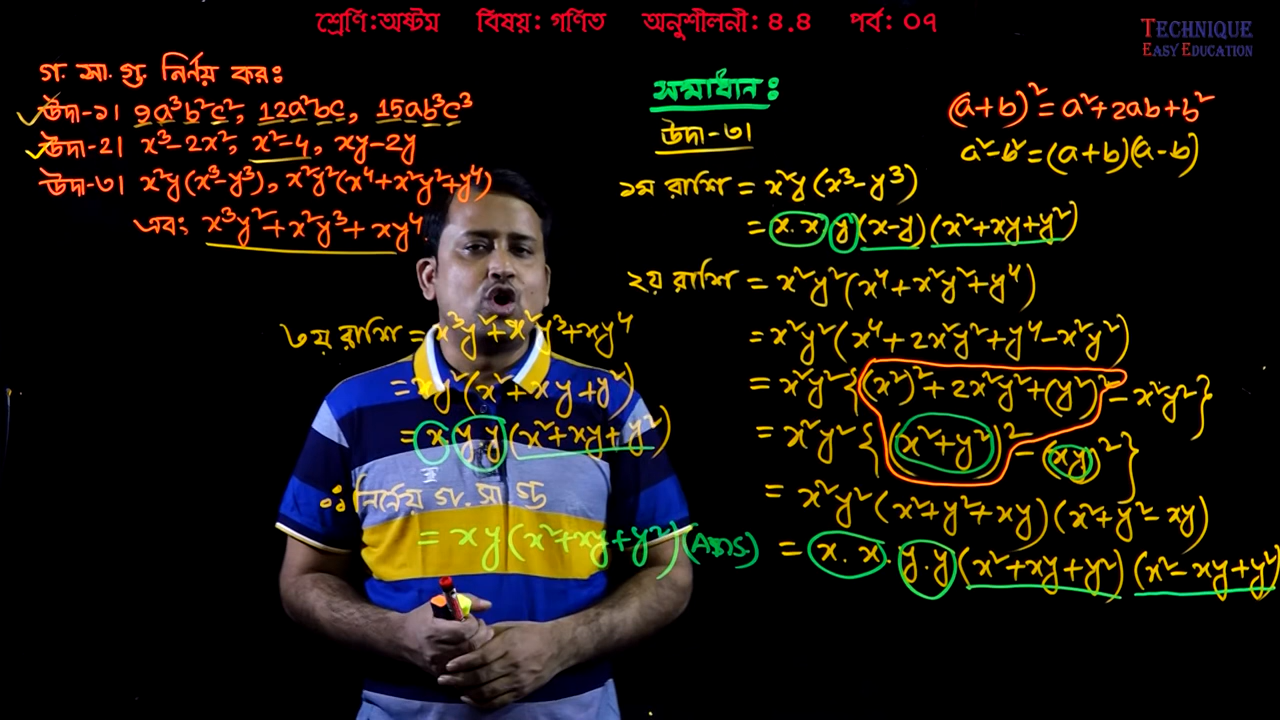 শ্রেণি:অষ্টম বিষয়: গণিত অনুশীলনী: ৪.৪ পর্ব: ০৭
TECHNIQUE
EASY EDUCATION
গ. সা. গু. নির্ণয় কর:
উদা-১। 9a³b²c², 12a²bc, 15ab³c³
উদা-2। x³-2x², x²-4, xy-2y
উদা-৩। x²y(x³-y³), x²y²(x⁴+x²y²+y⁴)
এবং x³y²+x²y³+xy⁴.
সমাধান:
উদা-৩।
(a+b)²=a²+2ab+b²
a²-b²=(a+b)(a-b)
১ম রাশি = x²y(x³-y³)
= x.x.y(x-y)(x²+xy+y²)
২য় রাশি = x²y²(x⁴+x²y²+y⁴)
= x²y²(x⁴+2x²y²+y⁴-x²y²)
= x²y²{(x²)²+2x²y²+(y²)²-x²y²}
= x²y²{(x²+y²)²-(xy)²}
= x²y²(x²+y²+xy)(x²+y²-xy)
= x.x.y.y(x²+xy+y²)(x²-xy+y²)
৩য় রাশি = x³y²+x²y³+xy⁴
= xy²(x²+xy+y²)
= x.y.y(x²+xy+y²)
∴ নির্ণেয় গ. সা. গু
= xy(x²+xy+y²)(Ans.)